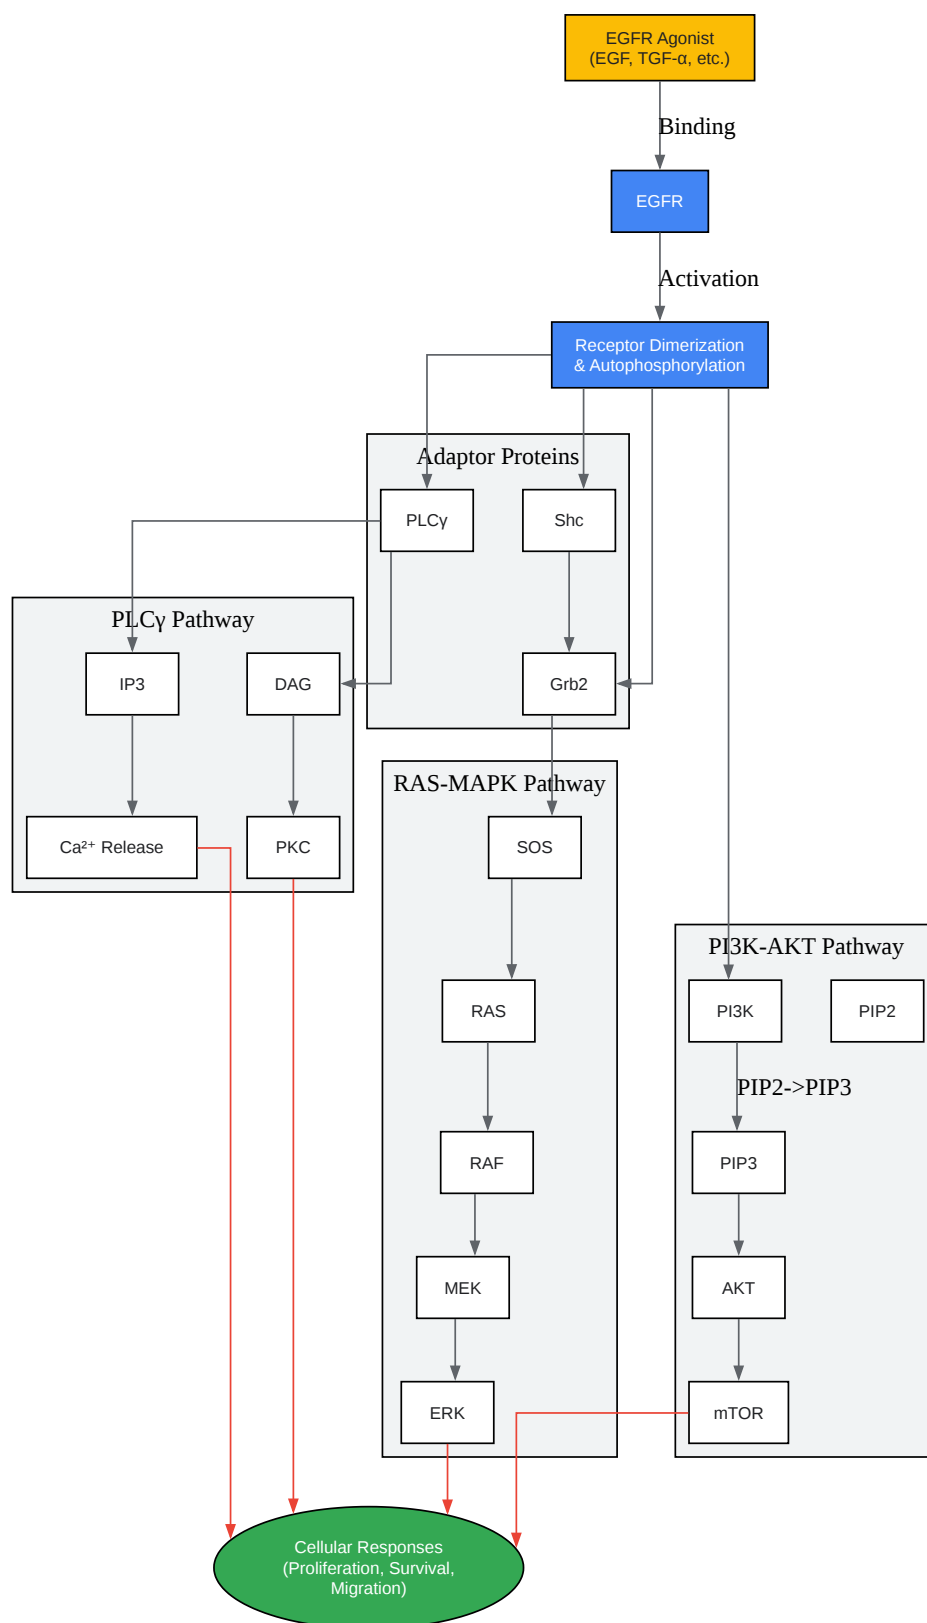 EGFR Agonist
(EGF, TGF-α, etc.)
Binding
EGFR
Activation
Receptor Dimerization
& Autophosphorylation
Adaptor Proteins
PLCγ
Shc
PLCγ Pathway
IP3
DAG
Grb2
RAS-MAPK Pathway
Ca²⁺ Release
PKC
SOS
PI3K-AKT Pathway
RAS
PI3K
PIP2
PIP2->PIP3
RAF
PIP3
MEK
AKT
ERK
mTOR
Cellular Responses
(Proliferation, Survival,
Migration)